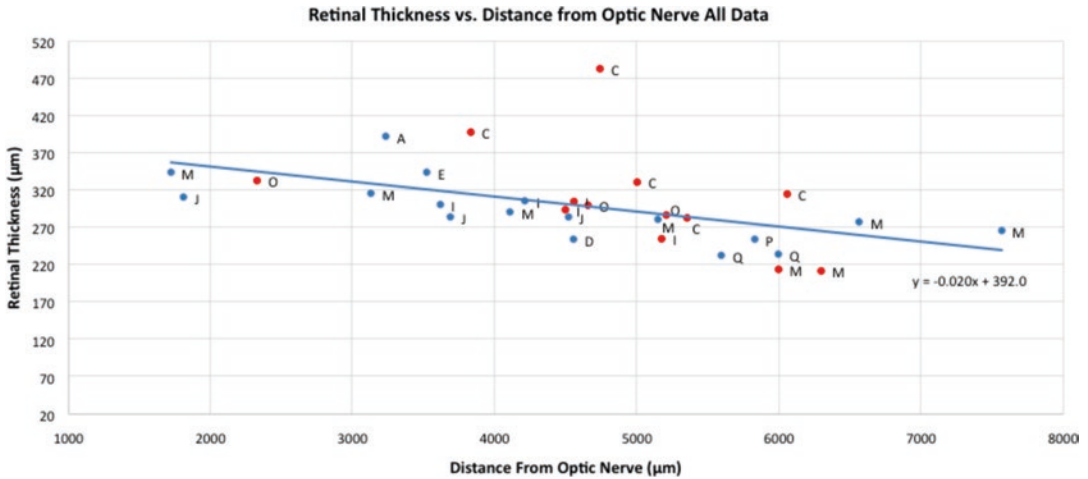 Retinal Thickness vs. Distance from Optic Nerve All Data
520
470
420
370
320
270
220
170
120
70
20
Retinal Thickness (μm)
C
C
A
M
E
C
O
J
M
C
I
I
O
O
J
M
I
J
M
C
M
D
I
P
M
Q
Q
M
M
y = -0.020x + 392.0
1000 2000 3000 4000 5000 6000 7000 8000
Distance From Optic Nerve (μm)